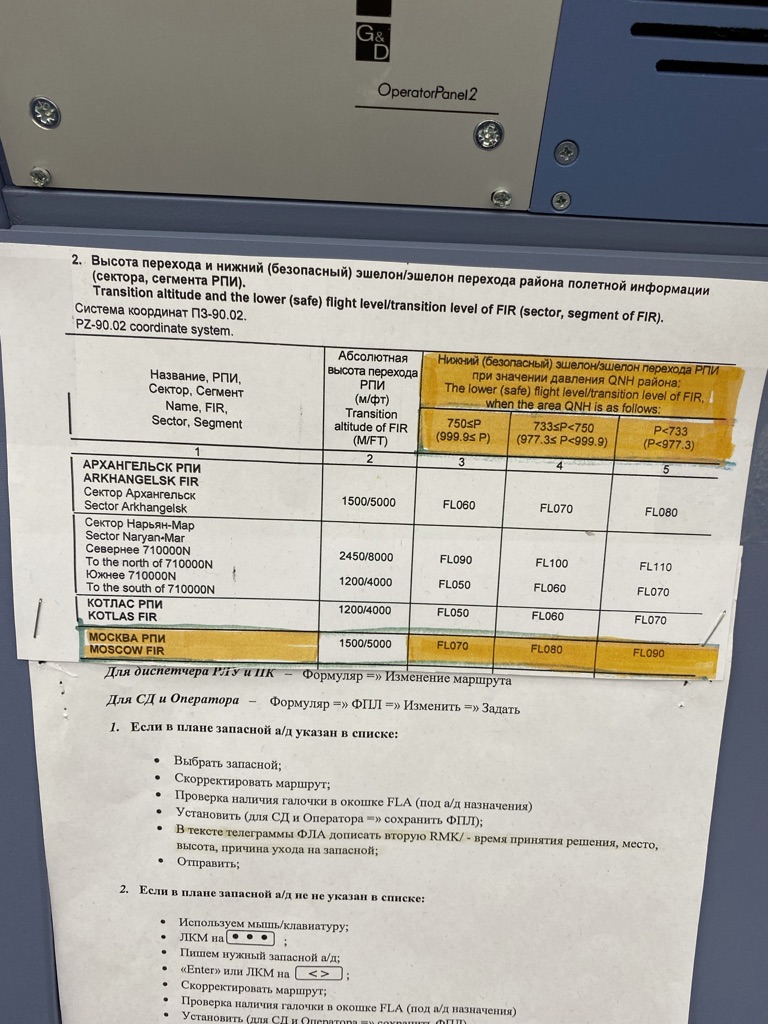 G&D
OperatorPanel2
2. Высота перехода и нижний (безопасный) эшелон/эшелон перехода района полетной информации
(сектора, сегмента РПИ).
Transition altitude and the lower (safe) flight level/transition level of FIR (sector, segment of FIR).
Система координат ПЗ-90.02.
PZ-90.02 coordinate system.
Название, РПИ,
Сектор, Сегмент
Name, FIR,
Sector, Segment
Абсолютная
высота перехода
РПИ
(м/фт)
Transition
altitude of FIR
(M/FT)
Нижний (безопасный) эшелон/эшелон перехода РПИ
при значении давления QNH района:
The lower (safe) flight level/transition level of FIR,
when the area QNH is as follows:
750≤P
(999.9≤ P)
733≤P<750
(977.3≤ P<999.9)
P<733
(P<977.3)
1 2 3 4 5
АРХАНГЕЛЬСК РПИ
ARKHANGELSK FIR
Сектор Архангельск
Sector Arkhangelsk
1500/5000 FL060 FL070 FL080
Сектор Нарьян-Мар
Sector Naryan-Mar
Севернее 710000N
To the north of 710000N
2450/8000 FL090 FL100 FL110
Южнее 710000N
To the south of 710000N
1200/4000 FL050 FL060 FL070
КОТЛАС РПИ
KOTLAS FIR
1200/4000 FL050 FL060 FL070
МОСКВА РПИ
MOSCOW FIR
1500/5000 FL070 FL080 FL090
Для диспетчера РЛУ и ПК – Формуляр =» Изменение маршрута
Для СД и Оператора – Формуляр =» ФПЛ =» Изменить =» Задать
1. Если в плане запасной а/д указан в списке:
• Выбрать запасной;
• Скорректировать маршрут;
• Проверка наличия галочки в окошке FLA (под а/д назначения)
• Установить (для СД и Оператора =» сохранить ФПЛ);
• В тексте телеграммы ФЛА дописать вторую RMK/ - время принятия решения, место,
высота, причина ухода на запасной;
• Отправить;
2. Если в плане запасной а/д не не указан в списке:
• Используем мышь/клавиатуру;
• ЛКМ на ••• ;
• Пишем нужный запасной а/д;
• «Enter» или ЛКМ на <> ;
• Скорректировать маршрут;
• Проверка наличия галочки в окошке FLA (под а/д назначения)
• Установить (для СД и Оператора =» сохранить ФПЛ)